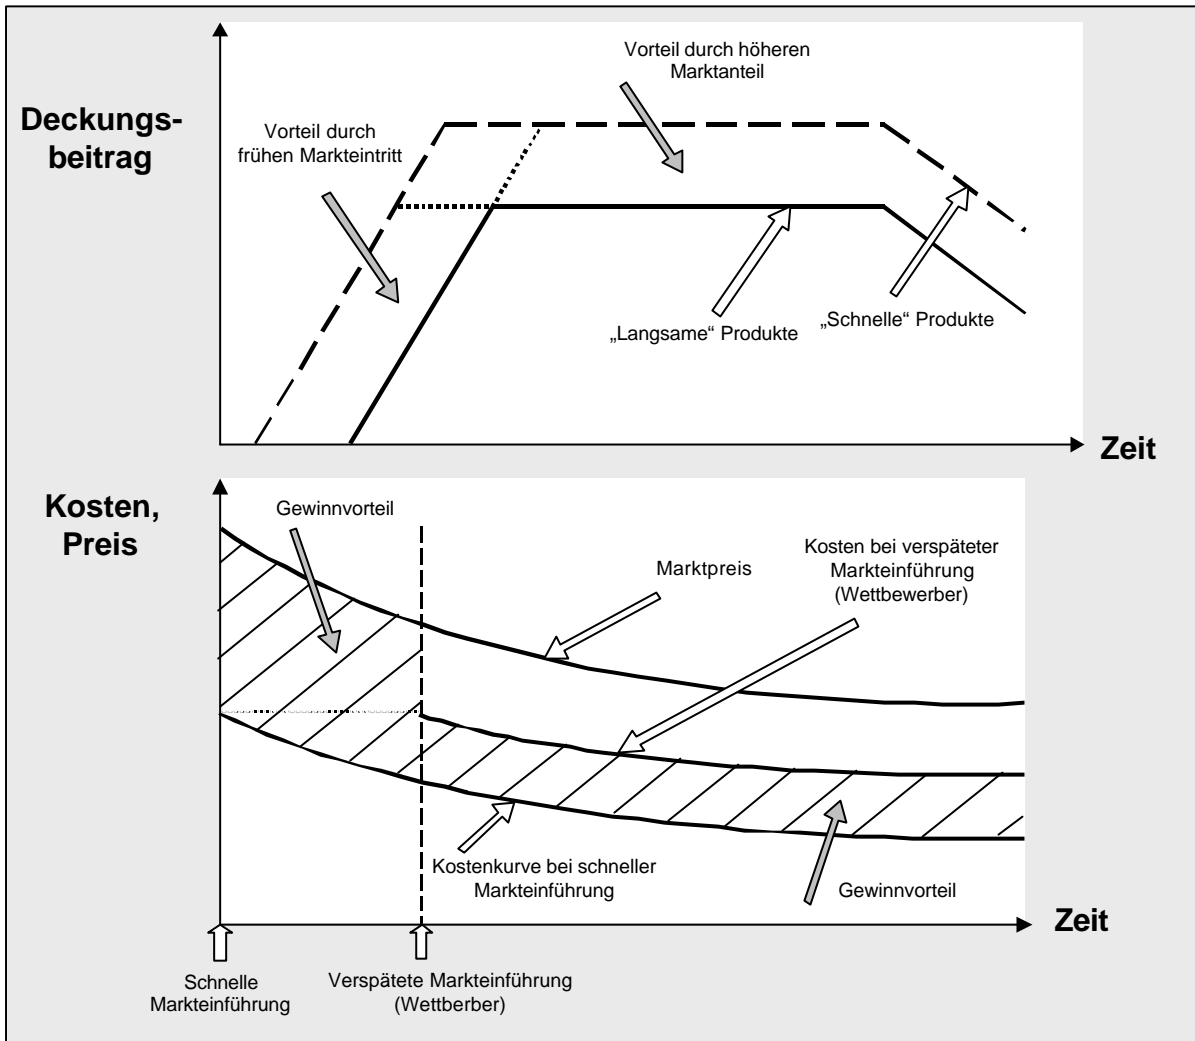 Vorteil durch höheren
Marktanteil
Deckungs-
beitrag
Vorteil durch
frühen Markteintritt
„Langsame“ Produkte
„Schnelle“ Produkte
Zeit
Kosten,
Preis
Gewinnvorteil
Marktpreis
Kosten bei verspäteter
Markteinführung
(Wettbewerber)
Kostenkurve bei schneller
Markteinführung
Gewinnvorteil
Zeit
Schnelle
Markteinführung
Verspätete Markteinführung
(Wettberber)